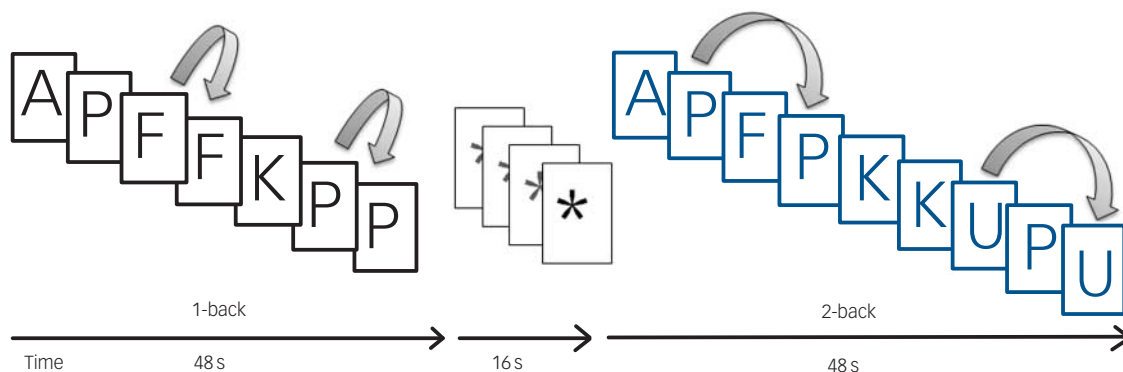 A P F F K P P
* * * *
A P F P K K U P U
1-back
2-back
Time 48 s 16 s 48 s